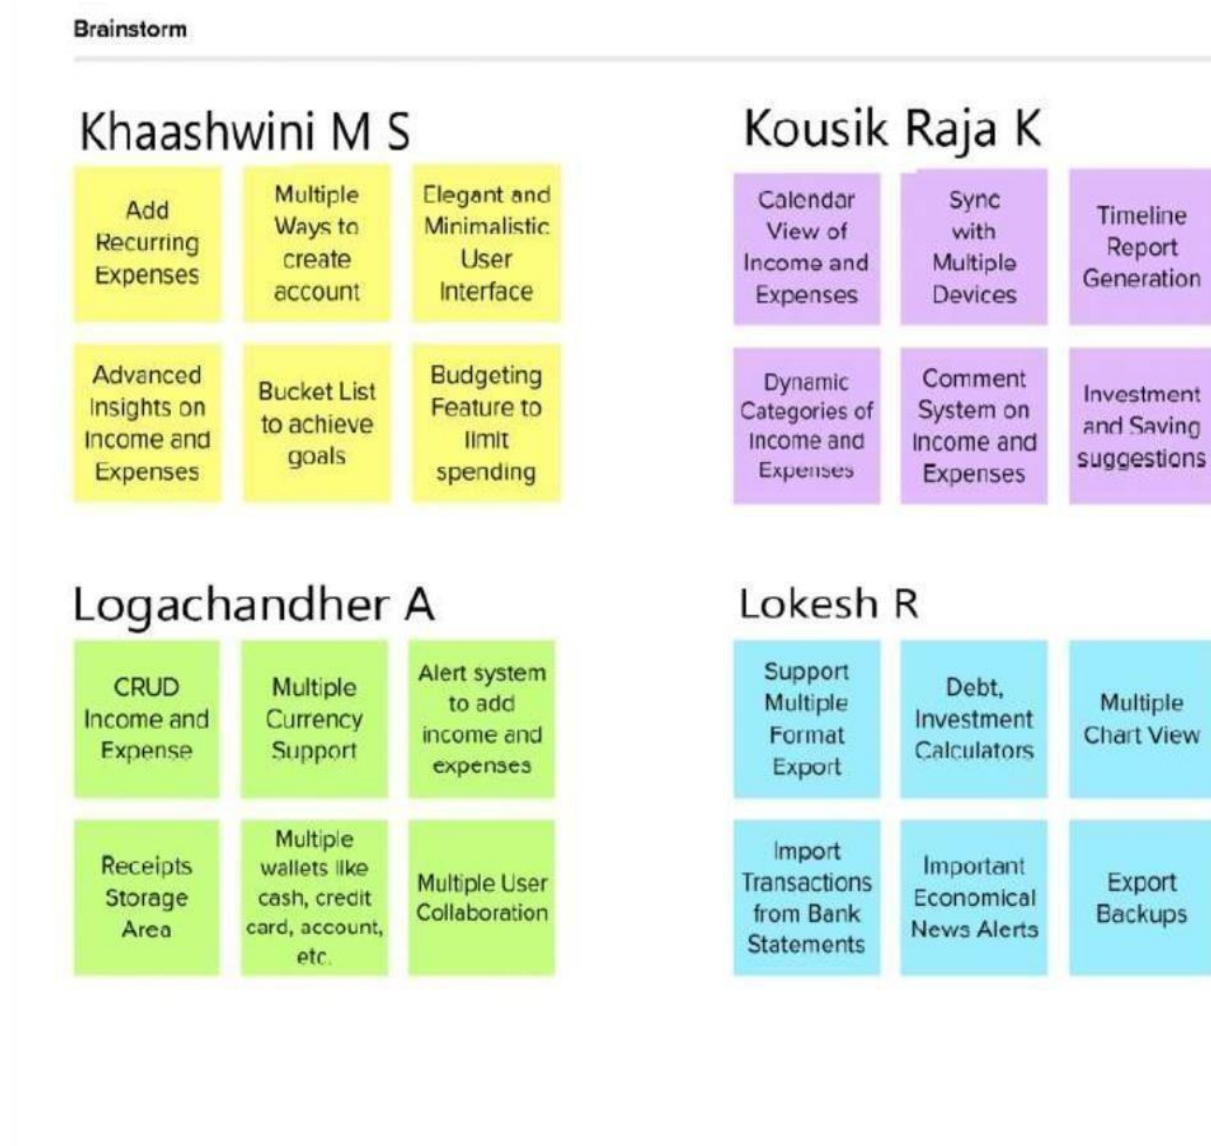 Brainstorm
Khaashwini M S
Add
Recurring
Expenses
Multiple
Ways to
create
account
Elegant and
Minimalistic
User
Interface
Advanced
Insights on
Income and
Expenses
Bucket List
to achieve
goals
Budgeting
Feature to
limit
spending
Kousik Raja K
Calendar
View of
Income and
Expenses
Sync
with
Multiple
Devices
Timeline
Report
Generation
Dynamic
Categories of
Income and
Expenses
Comment
System on
Income and
Expenses
Investment
and Saving
suggestions
Logachandher A
CRUD
Income and
Expense
Multiple
Currency
Support
Alert system
to add
income and
expenses
Receipts
Storage
Area
Multiple
wallets like
cash, credit
card, account,
etc.
Multiple User
Collaboration
Lokesh R
Support
Multiple
Format
Export
Debt,
Investment
Calculators
Multiple
Chart View
Import
Transactions
from Bank
Statements
Important
Economical
News Alerts
Export
Backups